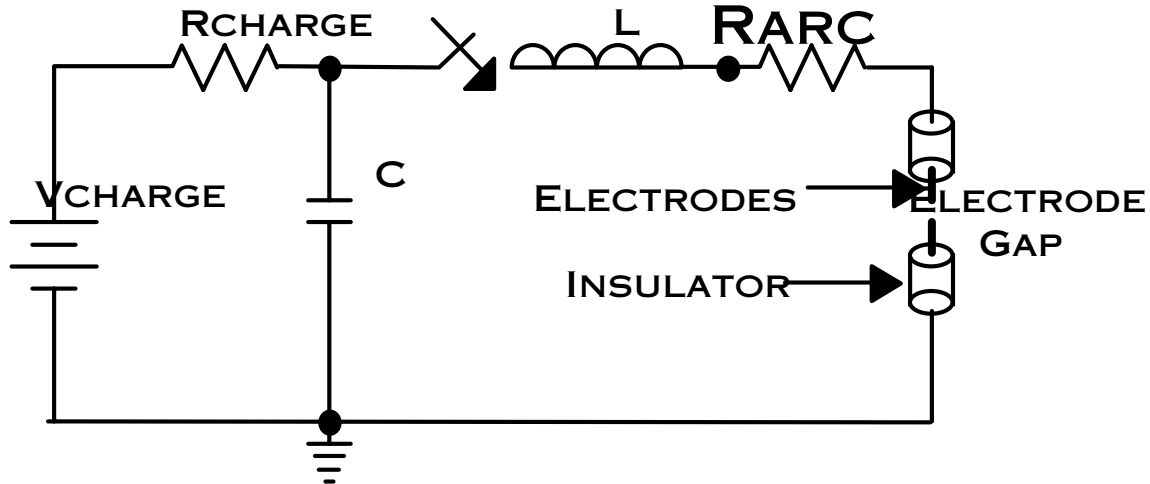 RCHARGE
L
RARC
C
VCHARGE
ELECTRODES
ELECTRODE
GAP
INSULATOR